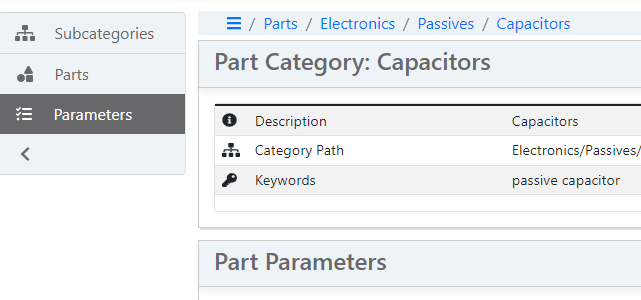 Subcategories
Parts
Parameters
/ Parts / Electronics / Passives / Capacitors
Part Category: Capacitors
Description Capacitors
Category Path Electronics/Passives/
Keywords passive capacitor
Part Parameters